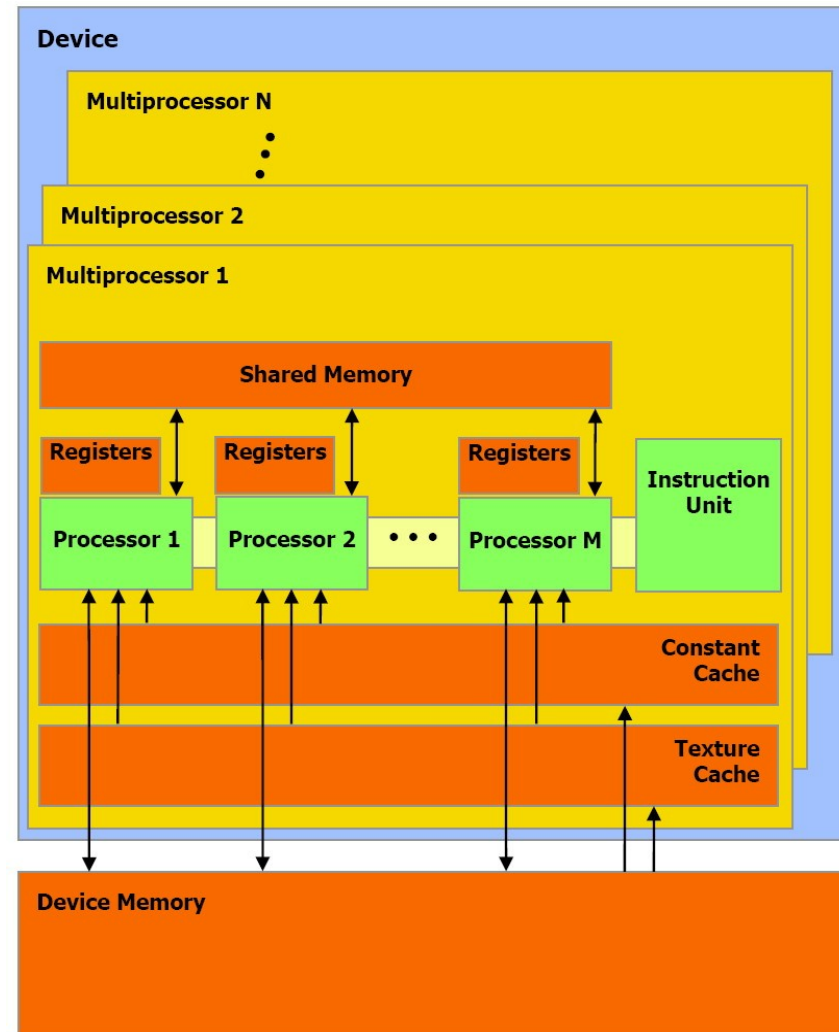 Device
Multiprocessor N
Multiprocessor 2
Multiprocessor 1
Shared Memory
Registers
Registers
Registers
Instruction
Unit
Processor 1
Processor 2
• • •
Processor M
Constant
Cache
Texture
Cache
Device Memory